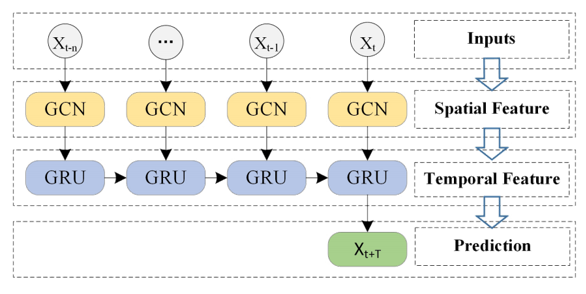 X_{t-n} ... X_{t-1} X_t Inputs
GCN GCN GCN GCN Spatial Feature
GRU GRU GRU GRU Temporal Feature
X_{t+T} Prediction